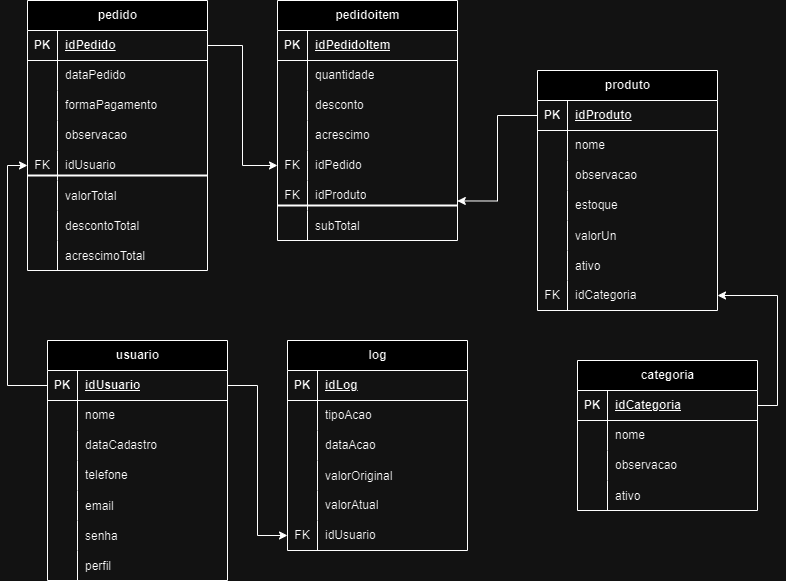 pedido
PK idPedido
dataPedido
formaPagamento
observacao
FK idUsuario
valorTotal
descontoTotal
acrescimoTotal
pedidoitem
PK idPedidoItem
quantidade
desconto
acrescimo
FK idPedido
FK idProduto
subTotal
produto
PK idProduto
nome
observacao
estoque
valorUn
ativo
FK idCategoria
usuario
PK idUsuario
nome
dataCadastro
telefone
email
senha
perfil
log
PK idLog
tipoAcao
dataAcao
valorOriginal
valorAtual
FK idUsuario
categoria
PK idCategoria
nome
observacao
ativo